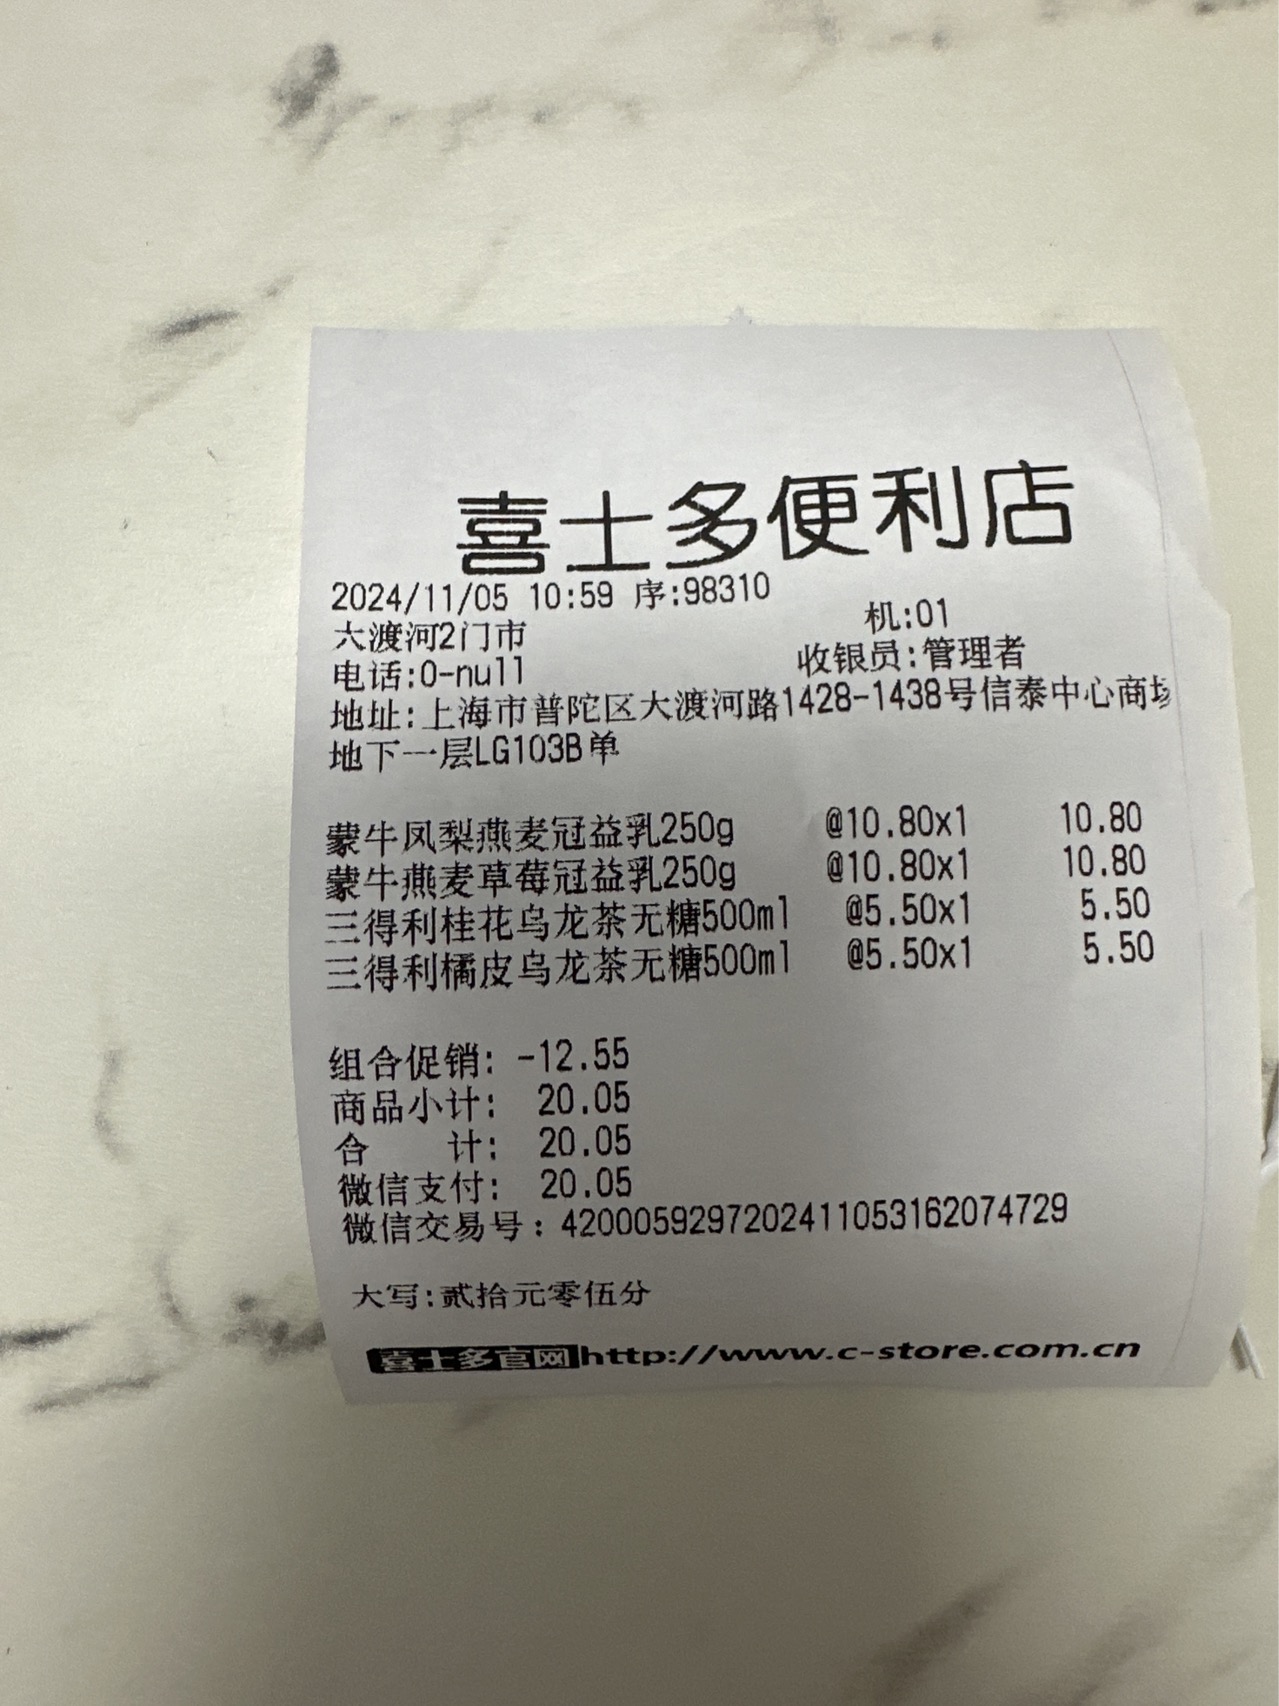 喜士多便利店
2024/11/05 10:59 序:98310
机:01
大渡河2门市
收银员:管理者
电话:0-null
地址:上海市普陀区大渡河路1428-1438号信泰中心商场
地下一层LG103B单
蒙牛凤梨燕麦冠益乳250g @10.80x1 10.80
蒙牛燕麦草莓冠益乳250g @10.80x1 10.80
三得利桂花乌龙茶无糖500ml @5.50x1 5.50
三得利橘皮乌龙茶无糖500ml @5.50x1 5.50
组合促销: -12.55
商品小计: 20.05
合 计: 20.05
微信支付: 20.05
微信交易号: 4200059297202411053162074729
大写:贰拾元零伍分
喜士多官网http://www.c-store.com.cn